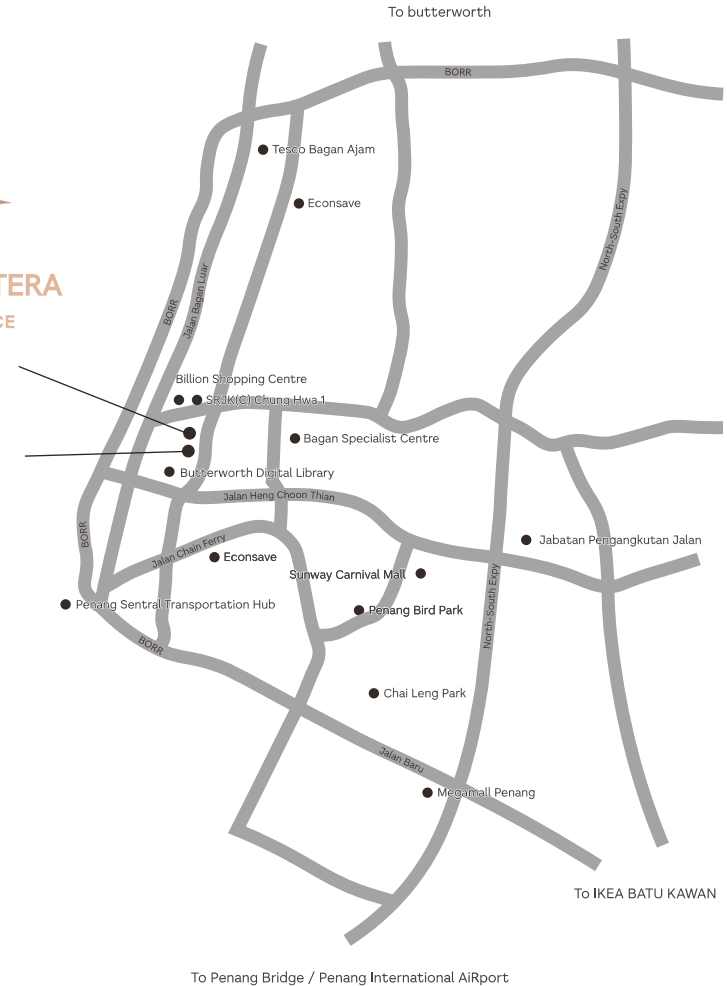 To butterworth
BORR
Tesco Bagan Ajam
Econsave
North-South Expy
Jalan Bagan Luar
BORR
TERA
CE
Billion Shopping Centre
SRJK(C) Chung Hwa 1
Bagan Specialist Centre
Butterworth Digital Library
Jalan Heng Choon Thian
BORR
Jalan Chain Ferry
Econsave
Jabatan Pengangkutan Jalan
Sunway Carnival Mall
Penang Sentral Transportation Hub
Penang Bird Park
North-South Expy
BORR
Chai Leng Park
Jalan Baru
Megamall Penang
To IKEA BATU KAWAN
To Penang Bridge / Penang International AiRport